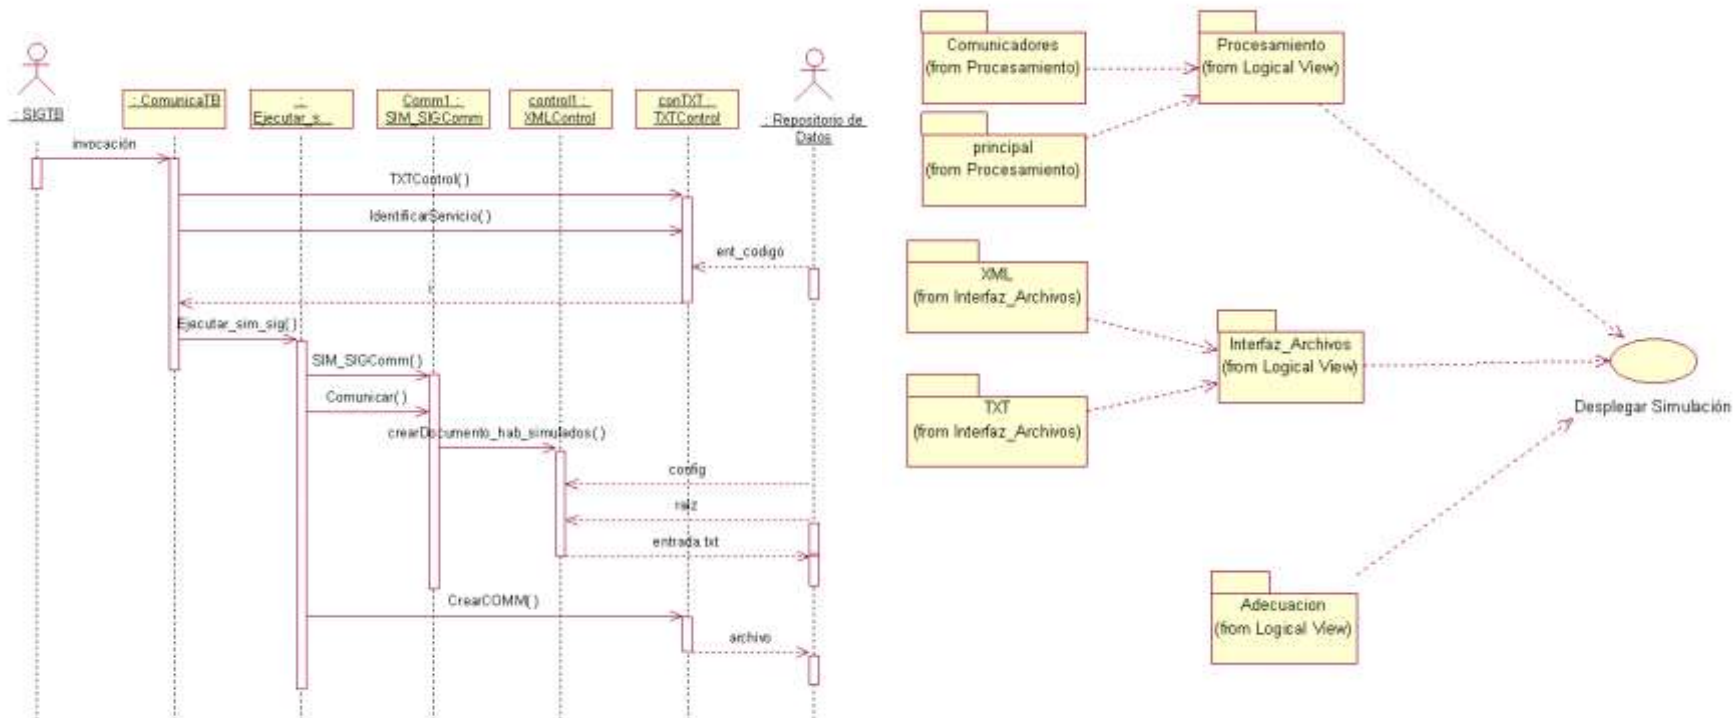 : SIGTB
: ComunicaTB
:
Ejecutar_s...
Comm1 :
SIM_SIGComm
control1 :
XMLControl
conTXT :
TXTControl
: Repositorio de
Datos
invocación
TXTControl( )
IdentificarServicio( )
ent_codigo
Ejecutar_sim_sig( )
SIM_SIGComm( )
Comunicar( )
crearDocumento_hab_simulados( )
config
raiz
entrada.txt
CrearCOMM( )
archivo
Comunicadores
(from Procesamiento)
Procesamiento
(from Logical View)
principal
(from Procesamiento)
XML
(from Interfaz_Archivos)
Interfaz_Archivos
(from Logical View)
TXT
(from Interfaz_Archivos)
Desplegar Simulación
Adecuacion
(from Logical View)